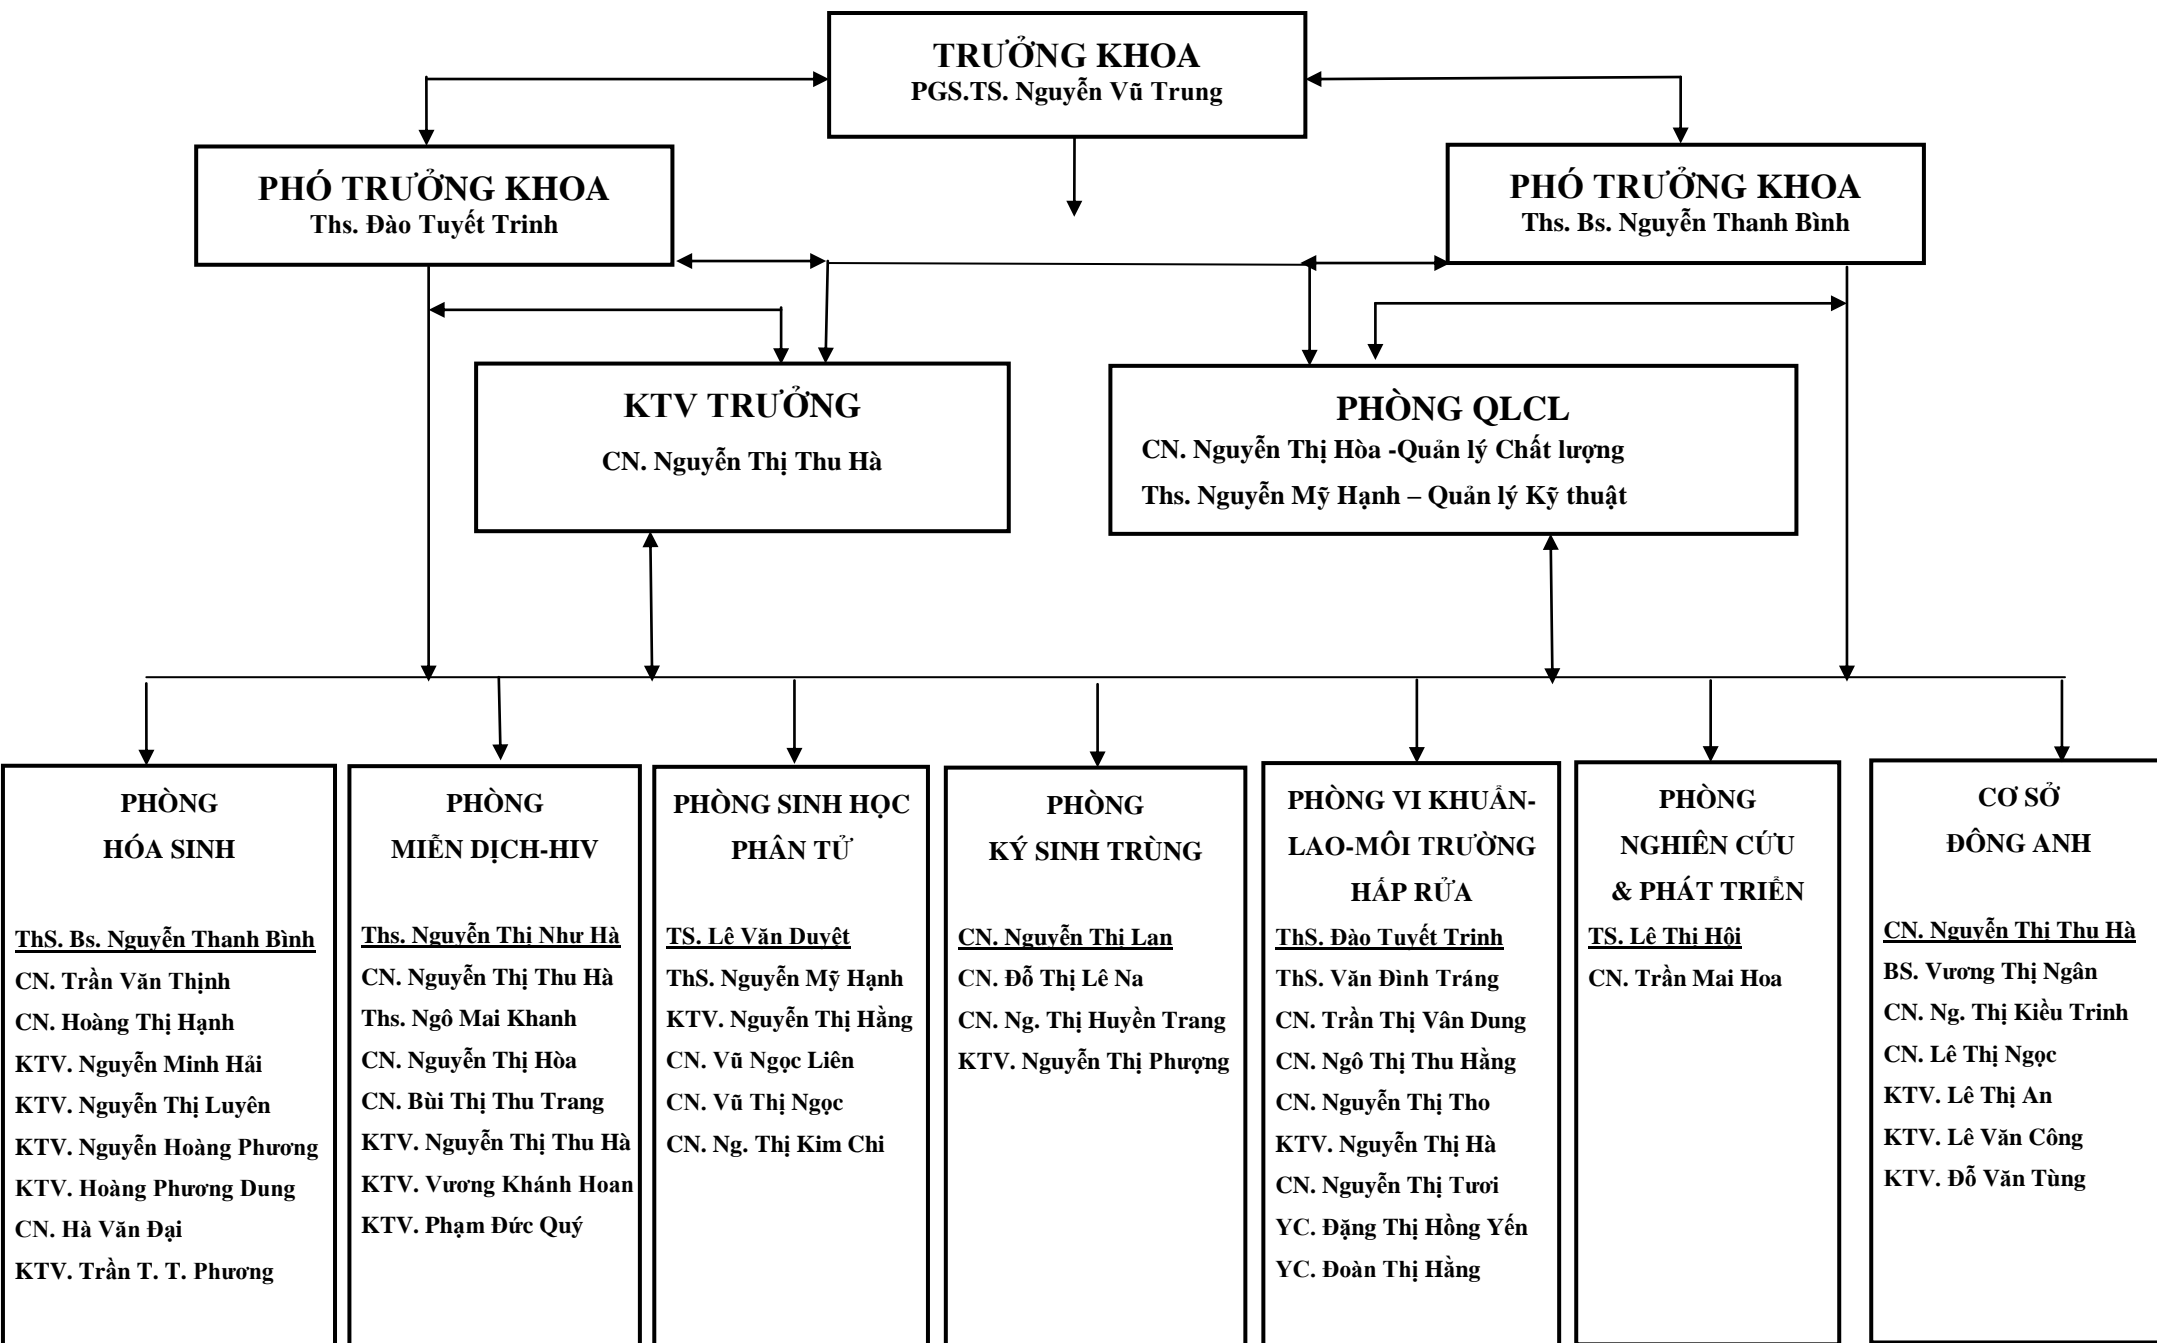 TRƯỞNG KHOA
PGS.TS. Nguyễn Vũ Trung
PHÓ TRƯỞNG KHOA
Ths. Đào Tuyết Trinh
PHÓ TRƯỞNG KHOA
Ths. Bs. Nguyễn Thanh Bình
KTV TRƯỞNG
CN. Nguyễn Thị Thu Hà
PHÒNG QLCL
CN. Nguyễn Thị Hòa -Quản lý Chất lượng
Ths. Nguyễn Mỹ Hạnh – Quản lý Kỹ thuật
PHÒNG
HÓA SINH
ThS. Bs. Nguyễn Thanh Bình
CN. Trần Văn Thịnh
CN. Hoàng Thị Hạnh
KTV. Nguyễn Minh Hải
KTV. Nguyễn Thị Luyên
KTV. Nguyễn Hoàng Phương
KTV. Hoàng Phương Dung
CN. Hà Văn Đại
KTV. Trần T. T. Phương
PHÒNG
MIỄN DỊCH-HIV
Ths. Nguyễn Thị Như Hà
CN. Nguyễn Thị Thu Hà
Ths. Ngô Mai Khanh
CN. Nguyễn Thị Hòa
CN. Bùi Thị Thu Trang
KTV. Nguyễn Thị Thu Hà
KTV. Vương Khánh Hoan
KTV. Phạm Đức Quý
PHÒNG SINH HỌC
PHÂN TỬ
TS. Lê Văn Duyệt
ThS. Nguyễn Mỹ Hạnh
KTV. Nguyễn Thị Hằng
CN. Vũ Ngọc Liên
CN. Vũ Thị Ngọc
CN. Ng. Thị Kim Chi
PHÒNG
KÝ SINH TRÙNG
CN. Nguyễn Thị Lan
CN. Đỗ Thị Lê Na
CN. Ng. Thị Huyền Trang
KTV. Nguyễn Thị Phượng
PHÒNG VI KHUẨN-
LAO-MÔI TRƯỜNG
HẤP RỬA
ThS. Đào Tuyết Trinh
ThS. Văn Đình Tráng
CN. Trần Thị Vân Dung
CN. Ngô Thị Thu Hằng
CN. Nguyễn Thị Tho
KTV. Nguyễn Thị Hà
CN. Nguyễn Thị Tươi
YC. Đặng Thị Hồng Yến
YC. Đoàn Thị Hằng
PHÒNG
NGHIÊN CỨU
& PHÁT TRIỂN
TS. Lê Thị Hội
CN. Trần Mai Hoa
CƠ SỞ
ĐÔNG ANH
CN. Nguyễn Thị Thu Hà
BS. Vương Thị Ngân
CN. Ng. Thị Kiều Trinh
CN. Lê Thị Ngọc
KTV. Lê Thị An
KTV. Lê Văn Công
KTV. Đỗ Văn Tùng